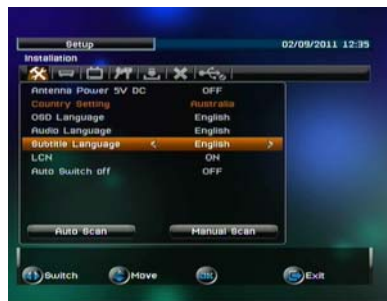 Setup 02/09/2011 12:35
Installation
Antenna Power 5V DC OFF
Country Setting Australia
OSD Language English
Audio Language English
Subtitle Language English
LCN ON
Auto Switch off OFF
Auto Scan Manual Scan
Switch Move OK Exit